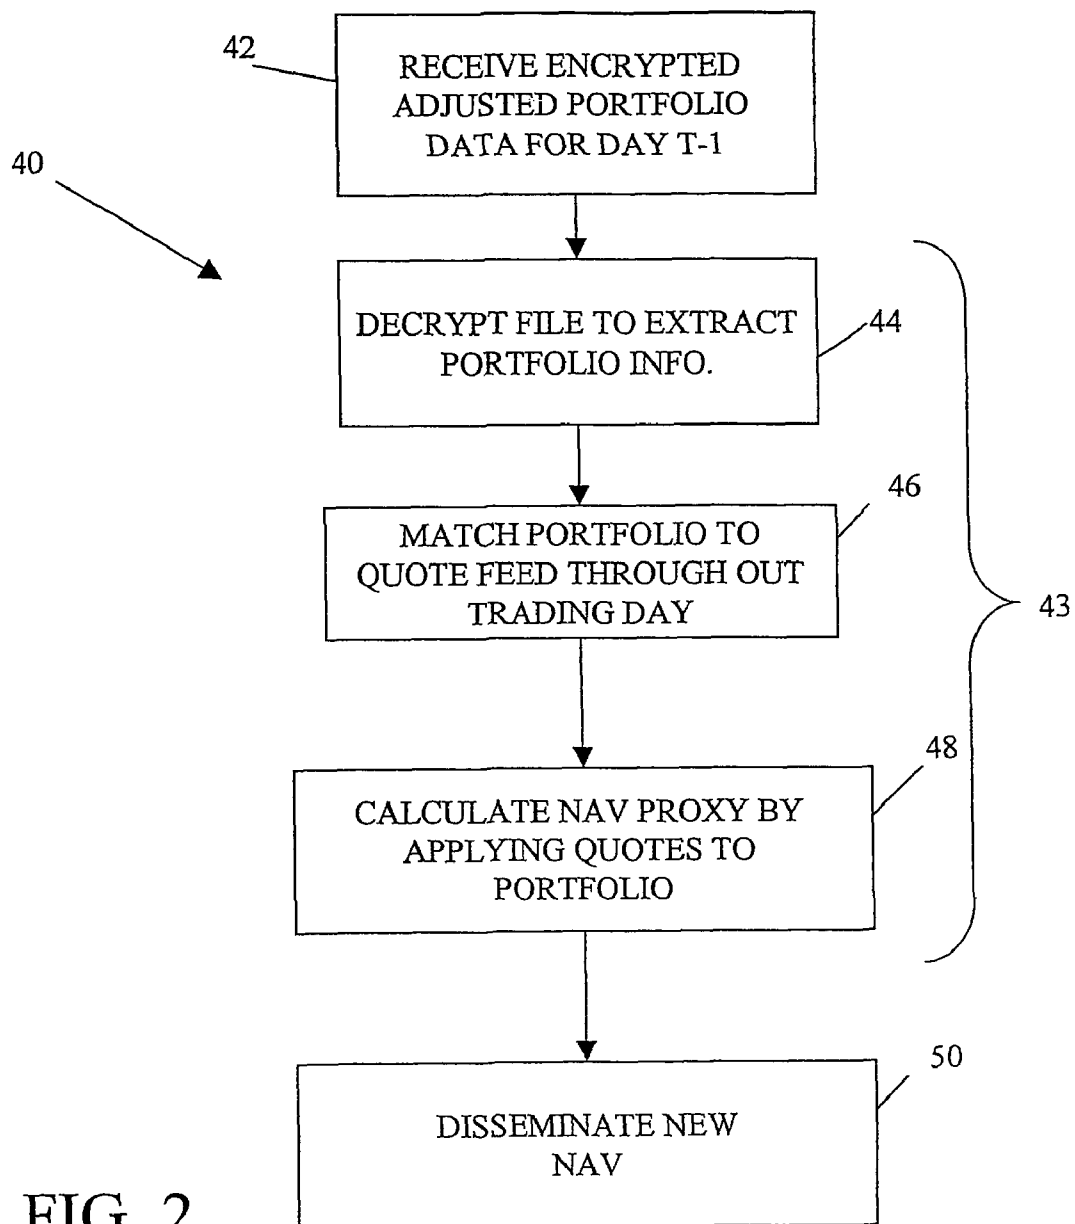 42
RECEIVE ENCRYPTED
ADJUSTED PORTFOLIO
DATA FOR DAY T-1
40
DECRYPT FILE TO EXTRACT
PORTFOLIO INFO.
44
46
MATCH PORTFOLIO TO
QUOTE FEED THROUGH OUT
TRADING DAY
43
48
CALCULATE NAV PROXY BY
APPLYING QUOTES TO
PORTFOLIO
50
DISSEMINATE NEW
NAV
FIG. 2